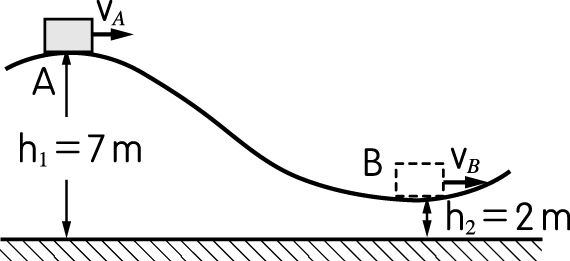 v_A
A
h₁ = 7 m
B
v_B
h₂ = 2 m